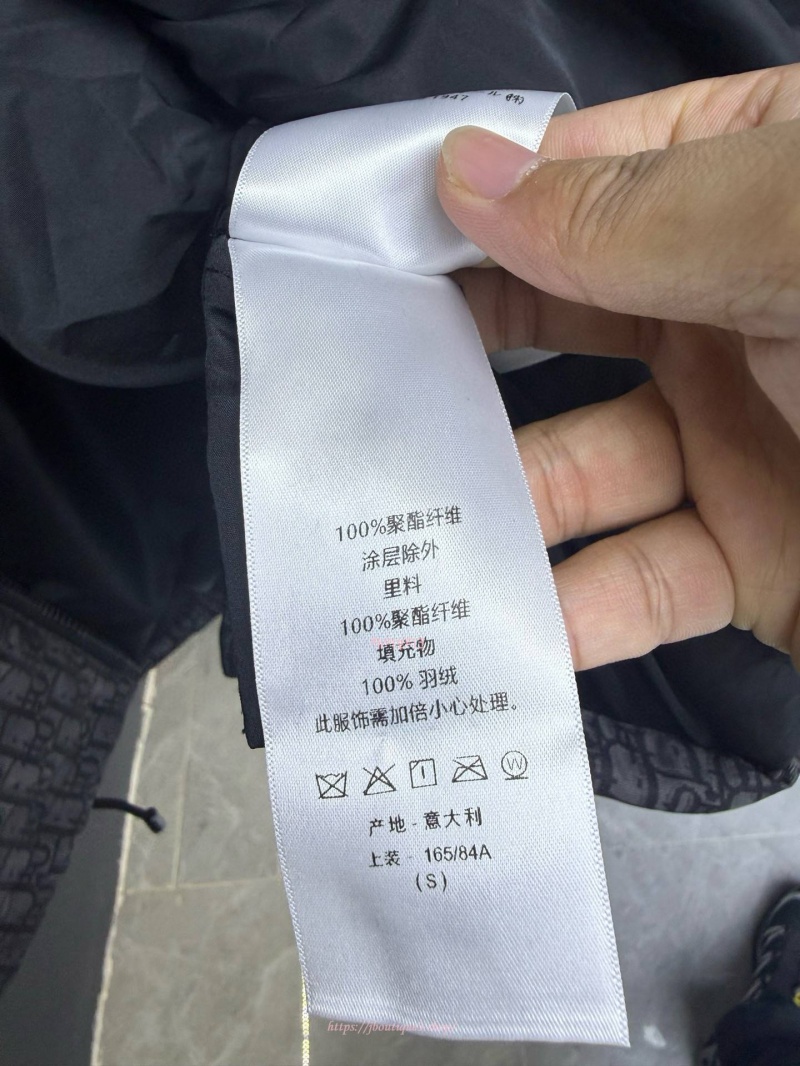 100%聚酯纤维
涂层除外
里料
100%聚酯纤维
填充物
100% 羽绒
此服饰需加倍小心处理。
W
产地 - 意大利
上装 - 165/84A
(S)